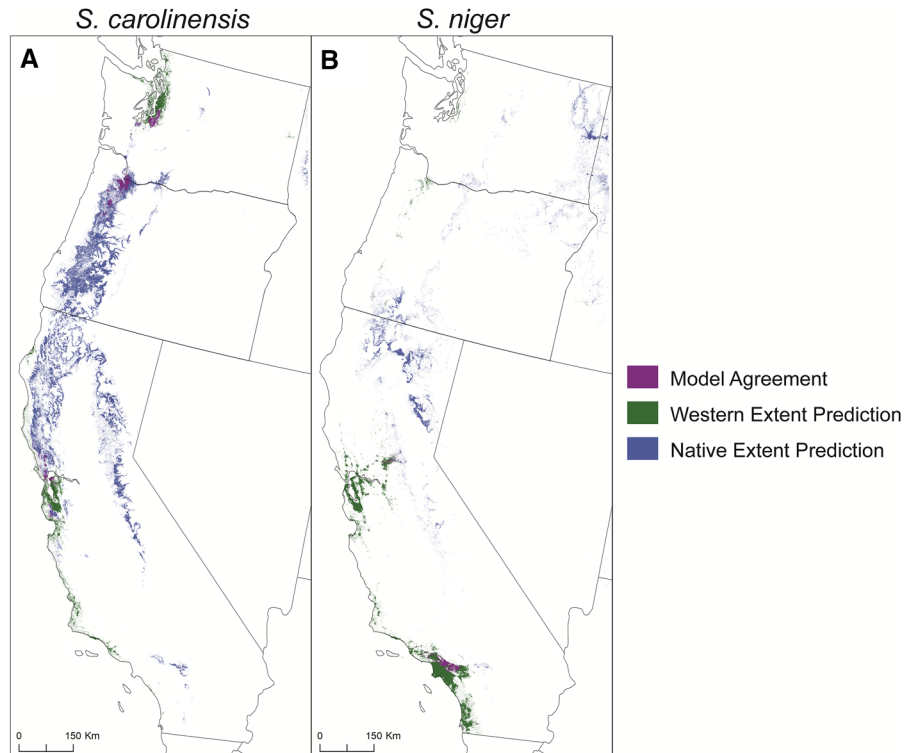 S. carolinensis
S. niger
A
B
Model Agreement
Western Extent Prediction
Native Extent Prediction
0 150 Km
0 150 Km